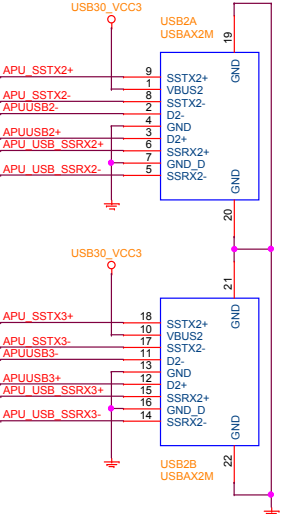 USB30_VCC3
USB2A
USBAX2M
19
GND
APU_SSTX2+ 9 SSTX2+
1 VBUS2
APU_SSTX2- 8 SSTX2-
APUUSB2- 2 D2-
4 GND
APUUSB2+ 3 D2+
APU_USB_SSRX2+ 6 SSRX2+
7 GND_D
APU_USB_SSRX2- 5 SSRX2-
GND
20
USB30_VCC3
21
GND
APU_SSTX3+ 18 SSTX2+
10 VBUS2
APU_SSTX3- 17 SSTX2-
APUUSB3- 11 D2-
13 GND
APUUSB3+ 12 D2+
APU_USB_SSRX3+ 15 SSRX2+
16 GND_D
APU_USB_SSRX3- 14 SSRX2-
GND
22
USB2B
USBAX2M